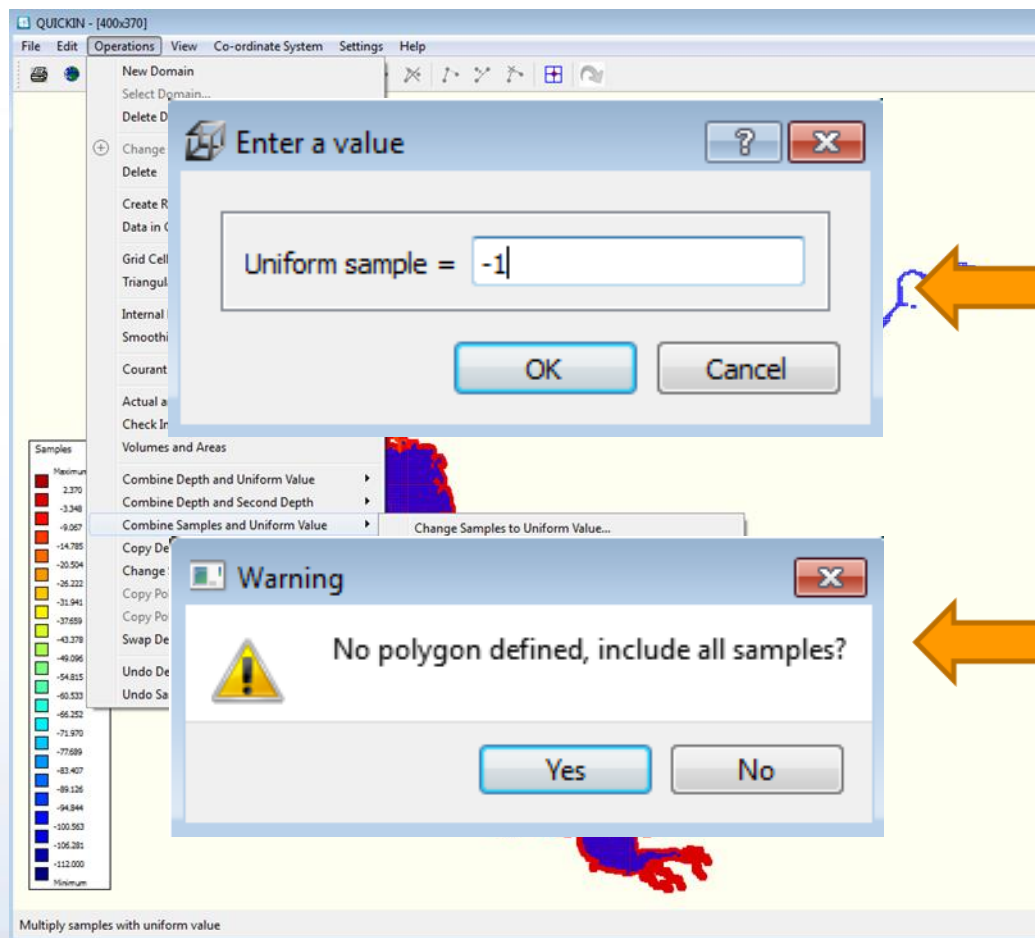 QUICKIN - [400x370]
File Edit Operations View Co-ordinate System Settings Help
New Domain
Select Domain...
Delete D
Change
Delete
Create R
Data in
Grid Cell
Triangul
Internal
Smoothi
Courant
Actual a
Check In
Volumes and Areas
Combine Depth and Uniform Value
Combine Depth and Second Depth
Combine Samples and Uniform Value
Change Samples to Uniform Value...
Copy De
Change
Copy Po
Copy Po
Swap De
Undo De
Undo Sa
Enter a value
Uniform sample = -1
OK Cancel
Warning
No polygon defined, include all samples?
Yes No
Samples
Maximum
2.370
-3.348
-9.067
-14.785
-20.504
-26.222
-31.941
-37.659
-43.378
-49.096
-54.815
-60.533
-66.252
-71.970
-77.689
-83.407
-89.126
-94.844
-100.563
-106.281
-112.000
Minimum
Multiply samples with uniform value